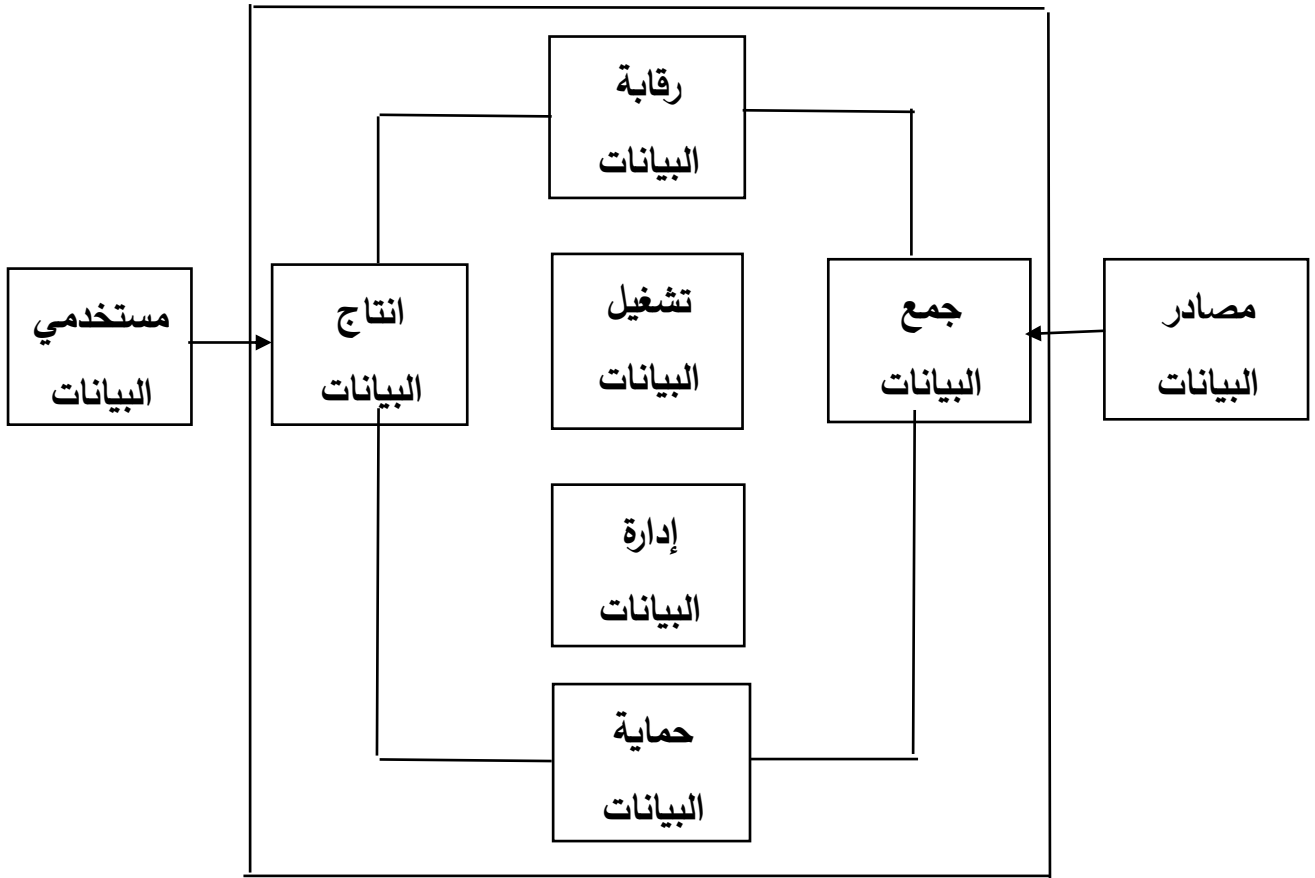 رقابة
البيانات
مصادر
البيانات
جمع
البيانات
تشغيل
البيانات
انتاج
البيانات
مستخدمي
البيانات
إدارة
البيانات
حماية
البيانات